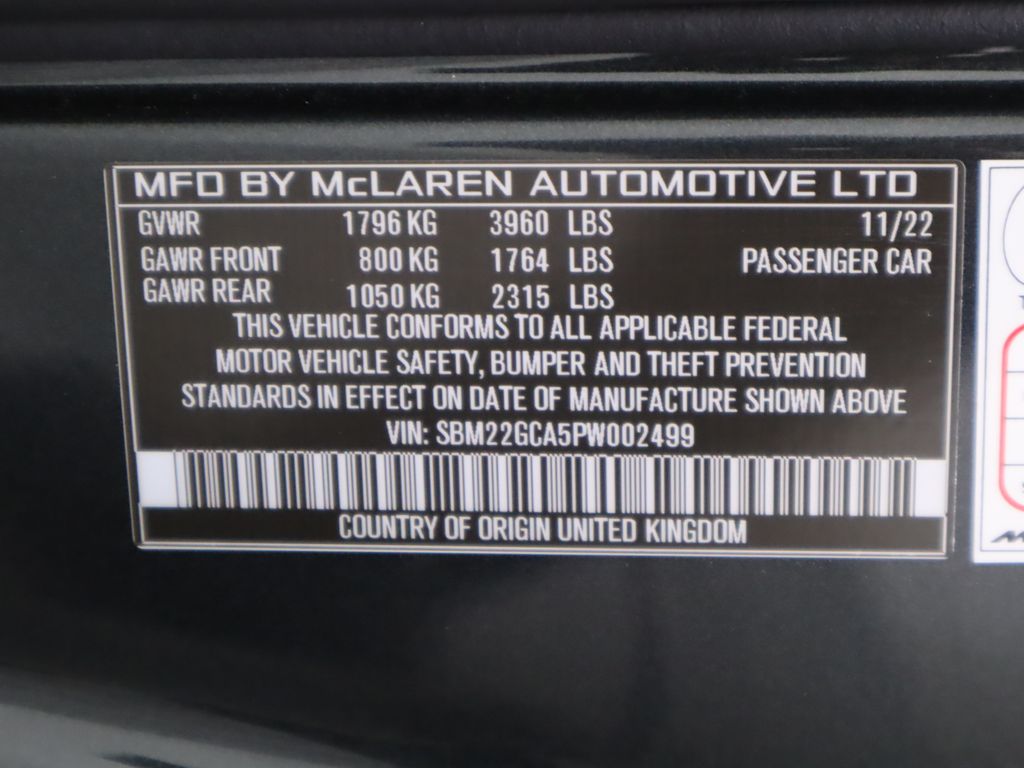 MFD BY McLAREN AUTOMOTIVE LTD
GVWR 1796 KG 3960 LBS 11/22
GAWR FRONT 800 KG 1764 LBS PASSENGER CAR
GAWR REAR 1050 KG 2315 LBS
THIS VEHICLE CONFORMS TO ALL APPLICABLE FEDERAL
MOTOR VEHICLE SAFETY, BUMPER AND THEFT PREVENTION
STANDARDS IN EFFECT ON DATE OF MANUFACTURE SHOWN ABOVE
VIN: SBM22GCA5PW002499
COUNTRY OF ORIGIN UNITED KINGDOM